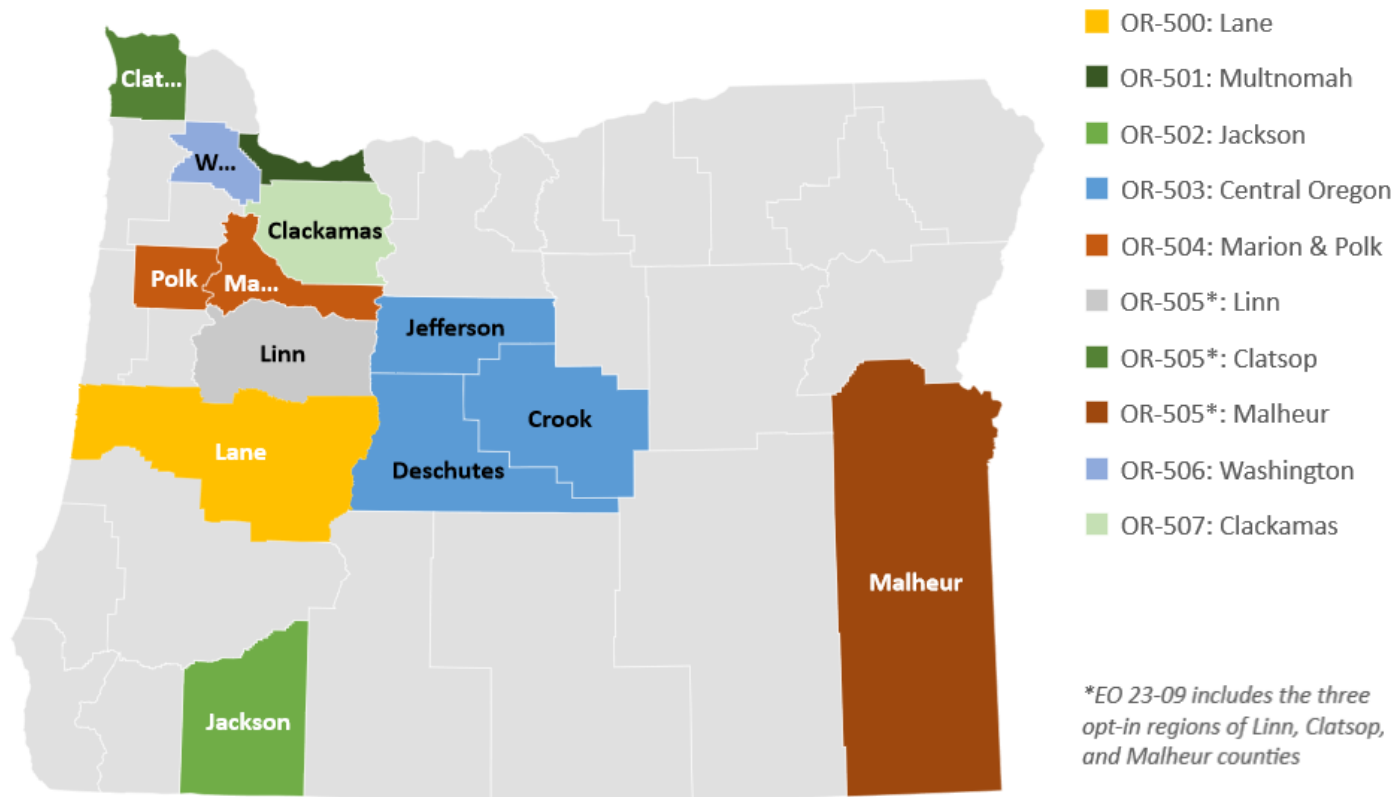 Clat...
W...
Clackamas
Polk
Ma...
Jefferson
Linn
Crook
Lane
Deschutes
Malheur
Jackson
OR-500: Lane
OR-501: Multnomah
OR-502: Jackson
OR-503: Central Oregon
OR-504: Marion & Polk
OR-505*: Linn
OR-505*: Clatsop
OR-505*: Malheur
OR-506: Washington
OR-507: Clackamas
*EO 23-09 includes the three
opt-in regions of Linn, Clatsop,
and Malheur counties